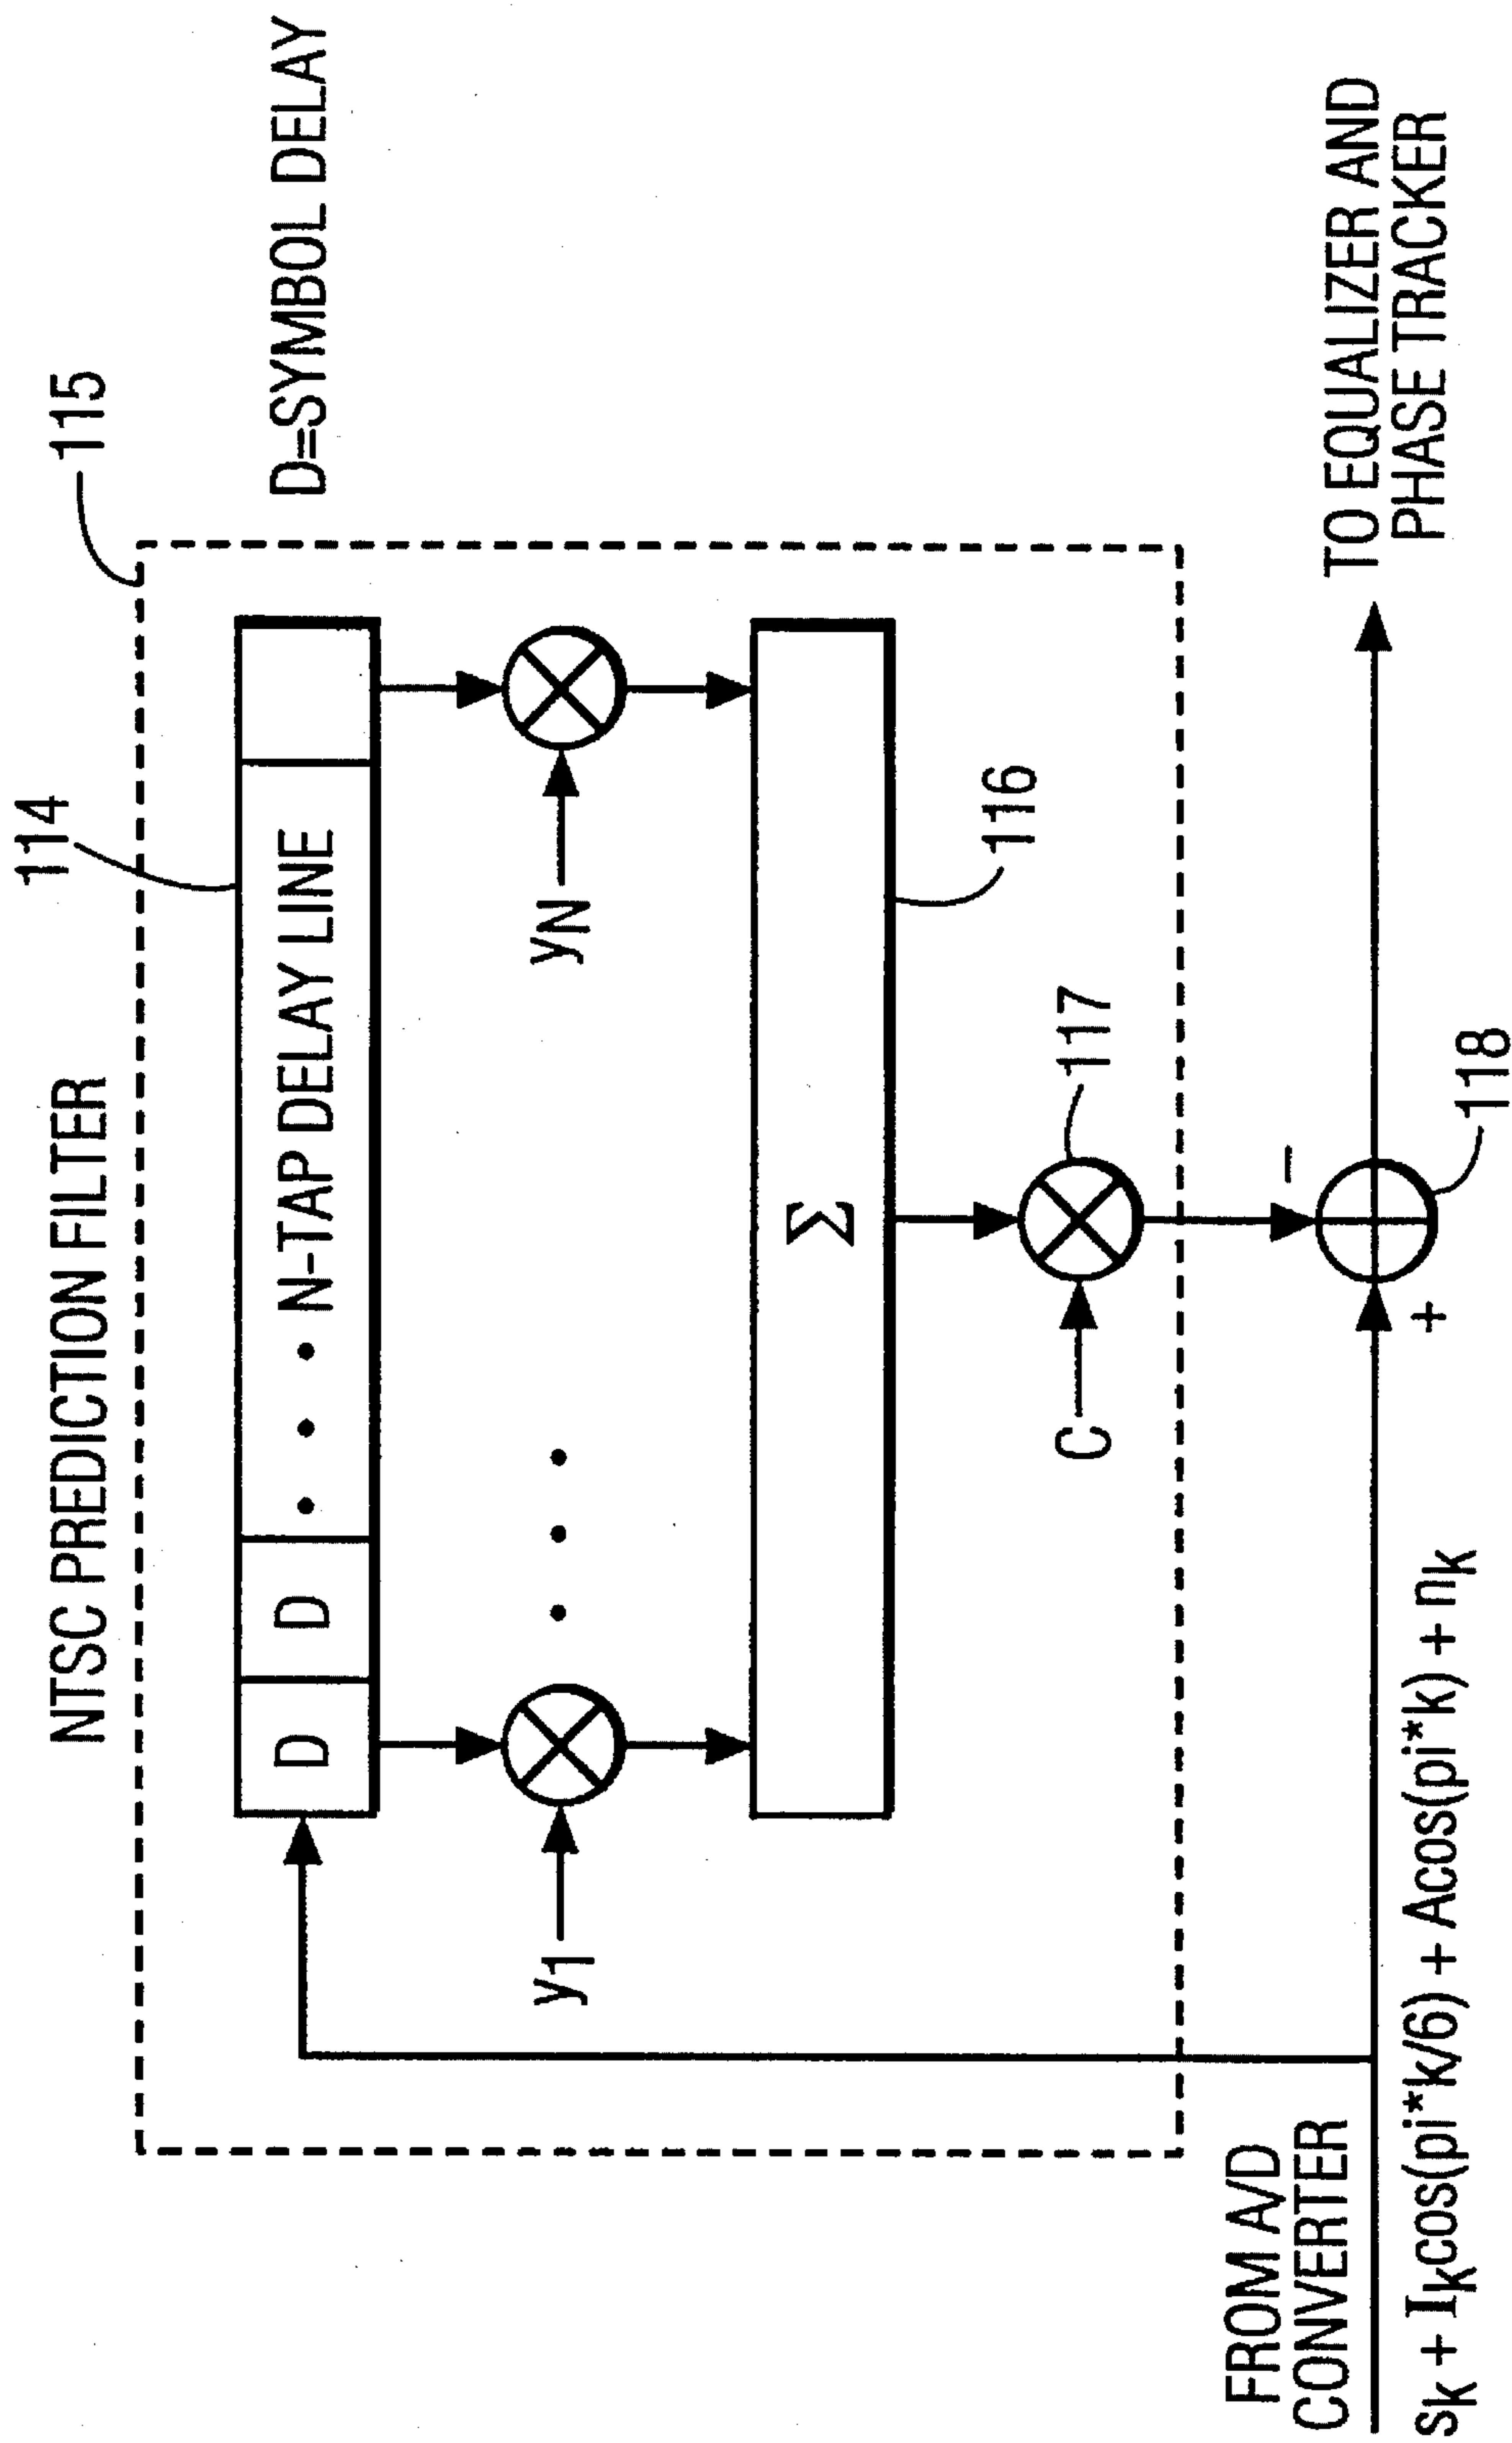 NTSC PREDICTION FILTER
114
115
D
D
N-TAP DELAY LINE
D=SYMBOL DELAY
y1
yN
Σ
116
C
117
FROM A/D
CONVERTER
−
+
118
TO EQUALIZER AND
PHASE TRACKER
sk + Ikcos(pi*k/6) + Acos(pi*k) + nk